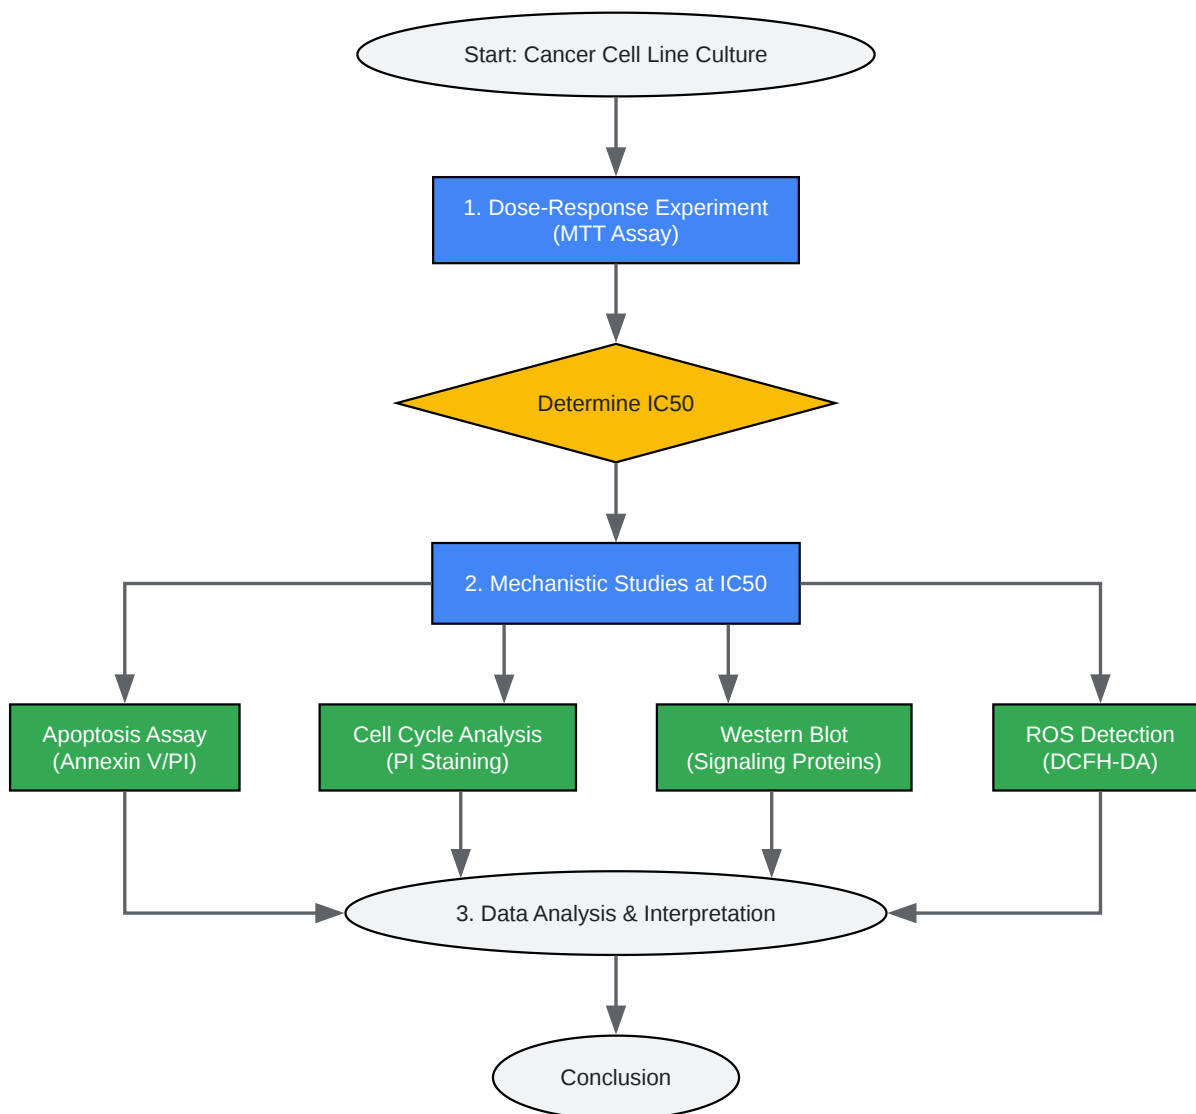 Start: Cancer Cell Line Culture
1. Dose-Response Experiment
(MTT Assay)
Determine IC50
2. Mechanistic Studies at IC50
Apoptosis Assay
(Annexin V/PI)
Cell Cycle Analysis
(PI Staining)
Western Blot
(Signaling Proteins)
ROS Detection
(DCFH-DA)
3. Data Analysis & Interpretation
Conclusion